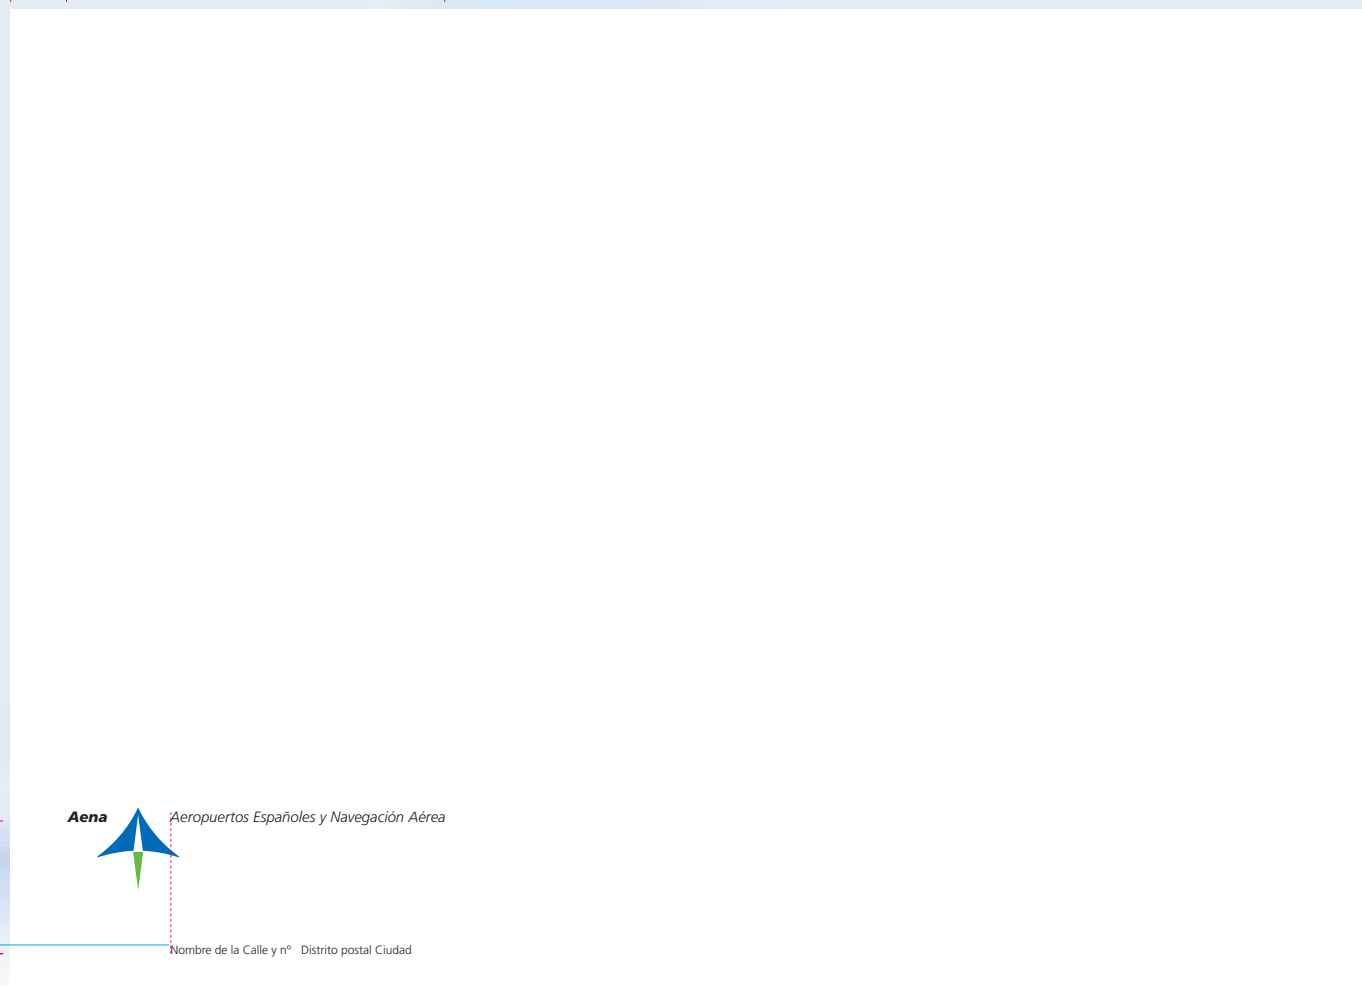 Aena Aeropuertos Españoles y Navegación Aérea
Nombre de la Calle y nº Distrito postal Ciudad